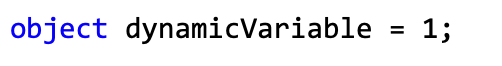 object dynamicVariable = 1;